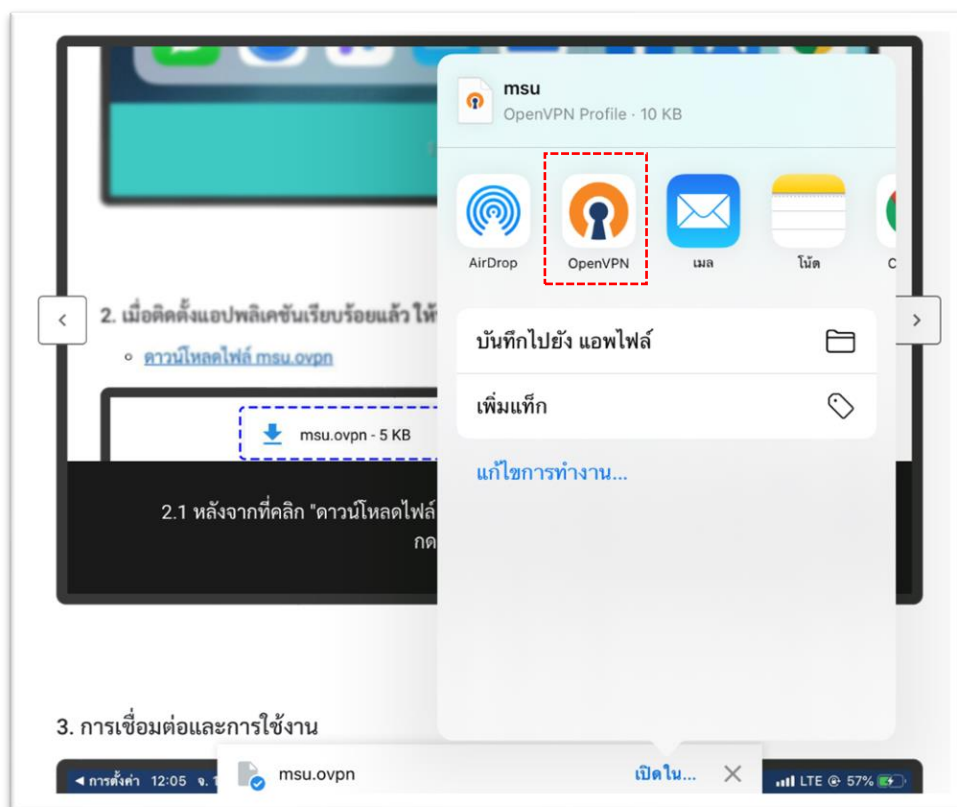 msu
OpenVPN Profile · 10 KB
AirDrop
OpenVPN
เมล
โน้ต
C
2. เมื่อติดตั้งแอปพลิเคชันเรียบร้อยแล้ว ให้
บันทึกไปยัง แอพไฟล์
ดาวน์โหลดไฟล์ msu.ovpn
เพิ่มแท็ก
msu.ovpn - 5 KB
แก้ไขการทำงาน...
2.1 หลังจากที่คลิก "ดาวน์โหลดไฟล์
กด
3. การเชื่อมต่อและการใช้งาน
msu.ovpn
เปิดใน...
การตั้งค่า 12:05 จ. 1
LTE 57%